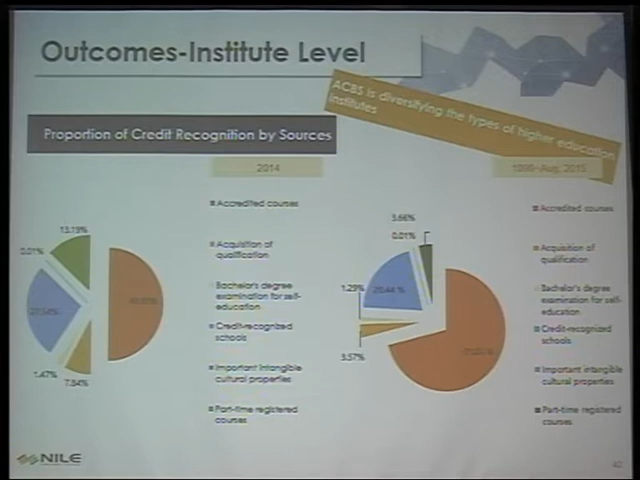 Outcomes-Institute Level
ACBS is diversifying the types of higher education
institutes
Proportion of Credit Recognition by Sources
2014
13.19%
0.01%
1.47%
7.84%
Accredited courses
Acquisition of
qualification
Bachelor's degree
examination for self-
education
Credit-recognized
schools
Important intangible
cultural properties
Part-time registered
courses
3.66%
0.01%
1.29%
20.44 %
3.57%
Accredited courses
Acquisition of
qualification
Bachelor's degree
examination for self-
education
Credit-recognized
schools
Important intangible
cultural properties
Part-time registered
courses
NILE